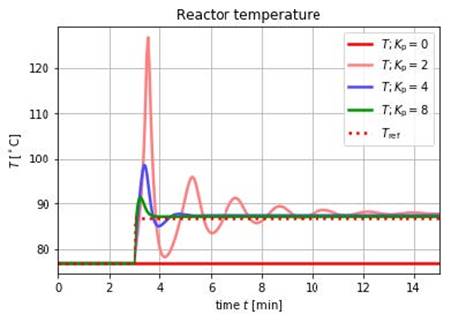 Reactor temperature
T; Kp = 0
T; Kp = 2
T; Kp = 4
T; Kp = 8
Tref
T [°C]
120
110
100
90
80
0 2 4 6 8 10 12 14
time t [min]